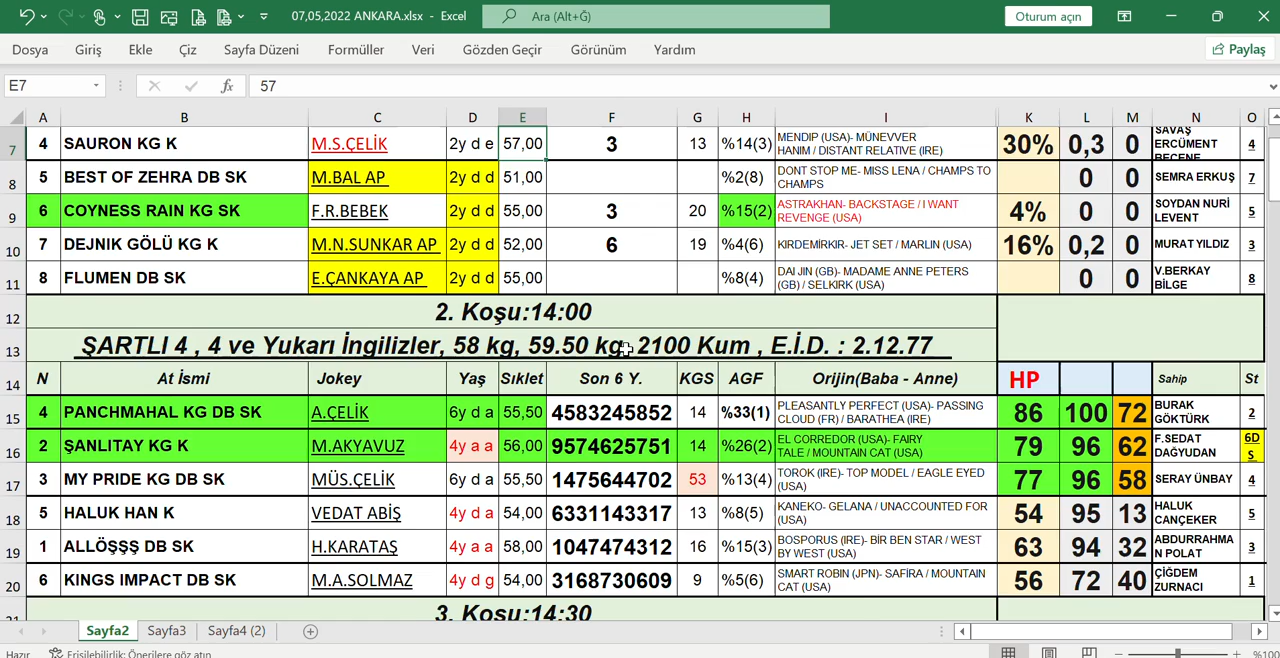 07,05,2022 ANKARA.xlsx - Excel
Ara (Alt+Ğ)
Oturum açın
Dosya Giriş Ekle Çiz Sayfa Düzeni Formüller Veri Gözden Geçir Görünüm Yardım Paylaş
E7 fx 57
A B C D E F G H I K L M N O
7 4 SAURON KG K M.S.ÇELİK 2y d e 57,00 3 13 %14(3) MENDIP (USA)- MÜNEVVER HANIM / DISTANT RELATIVE (IRE) 30% 0,3 0 SAVAŞ ERCÜMENT BECENE 4
8 5 BEST OF ZEHRA DB SK M.BAL AP 2y d d 51,00 %2(8) DONT STOP ME- MISS LENA / CHAMPS TO CHAMPS 0 0 SEMRA ERKUŞ 7
9 6 COYNESS RAIN KG SK F.R.BEBEK 2y d d 55,00 3 20 %15(2) ASTRAKHAN- BACKSTAGE / I WANT REVENGE (USA) 4% 0 0 SOYDAN NURİ LEVENT 5
10 7 DEJNIK GÖLÜ KG K M.N.SUNKAR AP 2y d d 52,00 6 19 %4(6) KIRDEMİRKIR- JET SET / MARLIN (USA) 16% 0,2 0 MURAT YILDIZ 3
11 8 FLUMEN DB SK E.ÇANKAYA AP 2y d d 55,00 %8(4) DAI JIN (GB)- MADAME ANNE PETERS (GB) / SELKIRK (USA) 0 0 V.BERKAY BİLGE 8
12 2. Koşu:14:00
13 ŞARTLI 4 , 4 ve Yukarı İngilizler, 58 kg, 59.50 kg, 2100 Kum , E.İ.D. : 2.12.77
14 N At İsmi Jokey Yaş Sıklet Son 6 Y. KGS AGF Orijin(Baba - Anne) HP Sahip St
15 4 PANCHMAHAL KG DB SK A.ÇELİK 6y d a 55,50 4583245852 14 %33(1) PLEASANTLY PERFECT (USA)- PASSING CLOUD (FR) / BARATHEA (IRE) 86 100 72 BURAK GÖKTÜRK 2
16 2 ŞANLITAY KG K M.AKYAVUZ 4y a a 56,00 9574625751 14 %26(2) EL CORREDOR (USA)- FAIRY TALE / MOUNTAIN CAT (USA) 79 96 62 F.SEDAT DAĞYUDAN 6D S
17 3 MY PRIDE KG DB SK MÜS.ÇELİK 6y d a 55,50 1475644702 53 %13(4) TOROK (IRE)- TOP MODEL / EAGLE EYED (USA) 77 96 58 SERAY ÜNBAY 4
18 5 HALUK HAN K VEDAT ABİŞ 4y d a 54,00 6331143317 13 %8(5) KANEKO- GELANA / UNACCOUNTED FOR (USA) 54 95 13 HALUK CANÇEKER 5
19 1 ALLÖŞŞŞ DB SK H.KARATAŞ 4y a a 58,00 1047474312 16 %15(3) BOSPORUS (IRE)- BİR BEN STAR / WEST BY WEST (USA) 63 94 32 ABDURRAHMA N POLAT 3
20 6 KINGS IMPACT DB SK M.A.SOLMAZ 4y d g 54,00 3168730609 9 %5(6) SMART ROBIN (JPN)- SAFİRA / MOUNTAIN CAT (USA) 56 72 40 ÇİĞDEM ZURNACI 1
21 3. Koşu:14:30
Sayfa2 Sayfa3 Sayfa4 (2)
Hazır Erişilebilirlik: Önerilere göz atın %100